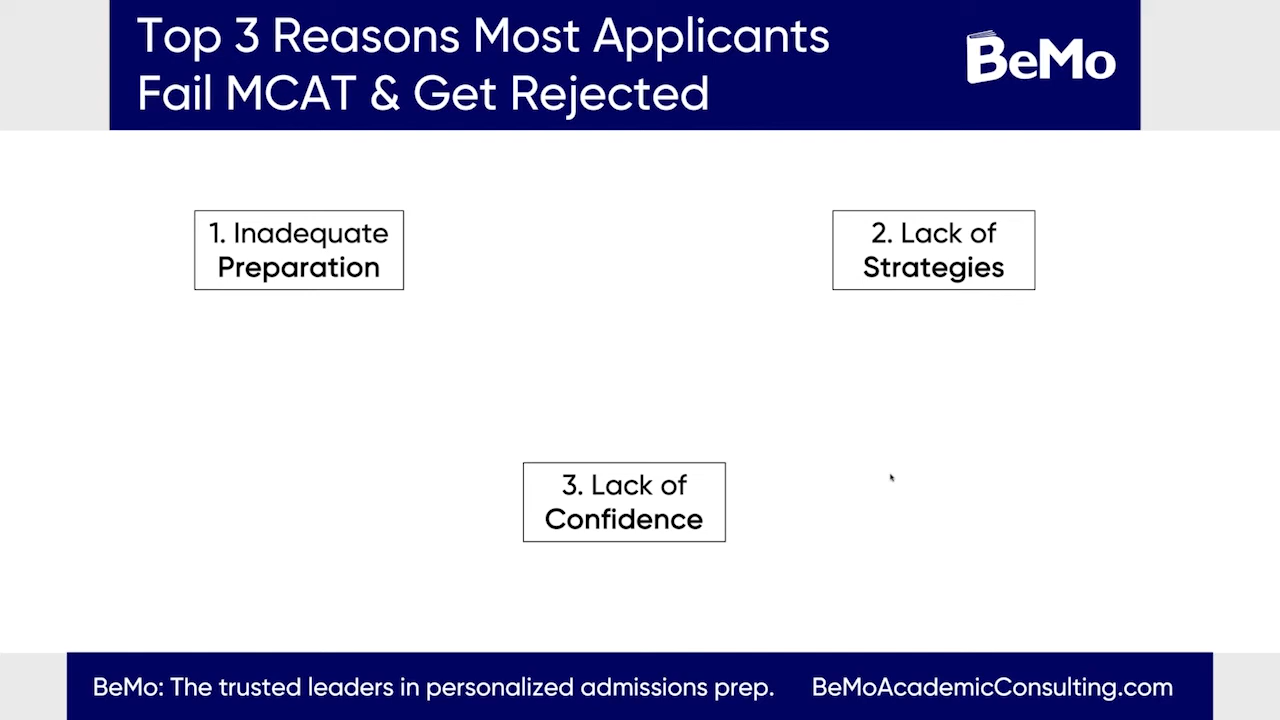 Top 3 Reasons Most Applicants
Fail MCAT & Get Rejected
BeMo
1. Inadequate
Preparation
2. Lack of
Strategies
3. Lack of
Confidence
BeMo: The trusted leaders in personalized admissions prep.
BeMoAcademicConsulting.com